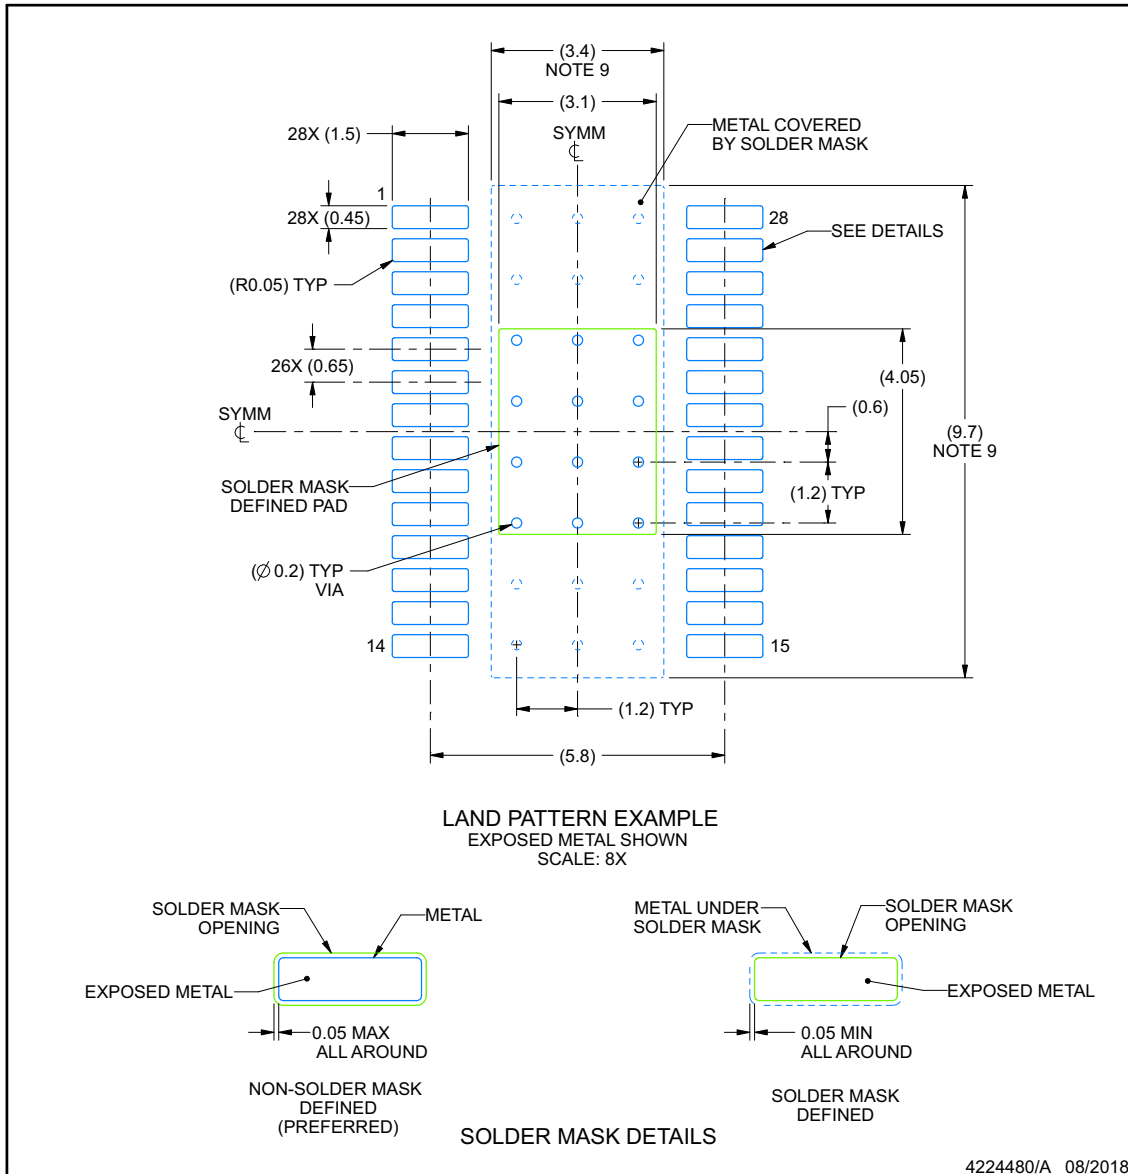 (3.4)
NOTE 9
(3.1)
SYMM
℄
METAL COVERED
BY SOLDER MASK
28X (1.5)
1
28X (0.45)
28
SEE DETAILS
(R0.05) TYP
26X (0.65)
(4.05)
(0.6)
SYMM
℄
(9.7)
NOTE 9
SOLDER MASK
DEFINED PAD
(1.2) TYP
(∅ 0.2) TYP
VIA
14
15
(1.2) TYP
(5.8)
LAND PATTERN EXAMPLE
EXPOSED METAL SHOWN
SCALE: 8X
SOLDER MASK
OPENING
METAL
EXPOSED METAL
0.05 MAX
ALL AROUND
NON-SOLDER MASK
DEFINED
(PREFERRED)
METAL UNDER
SOLDER MASK
SOLDER MASK
OPENING
EXPOSED METAL
0.05 MIN
ALL AROUND
SOLDER MASK
DEFINED
SOLDER MASK DETAILS
4224480/A 08/2018